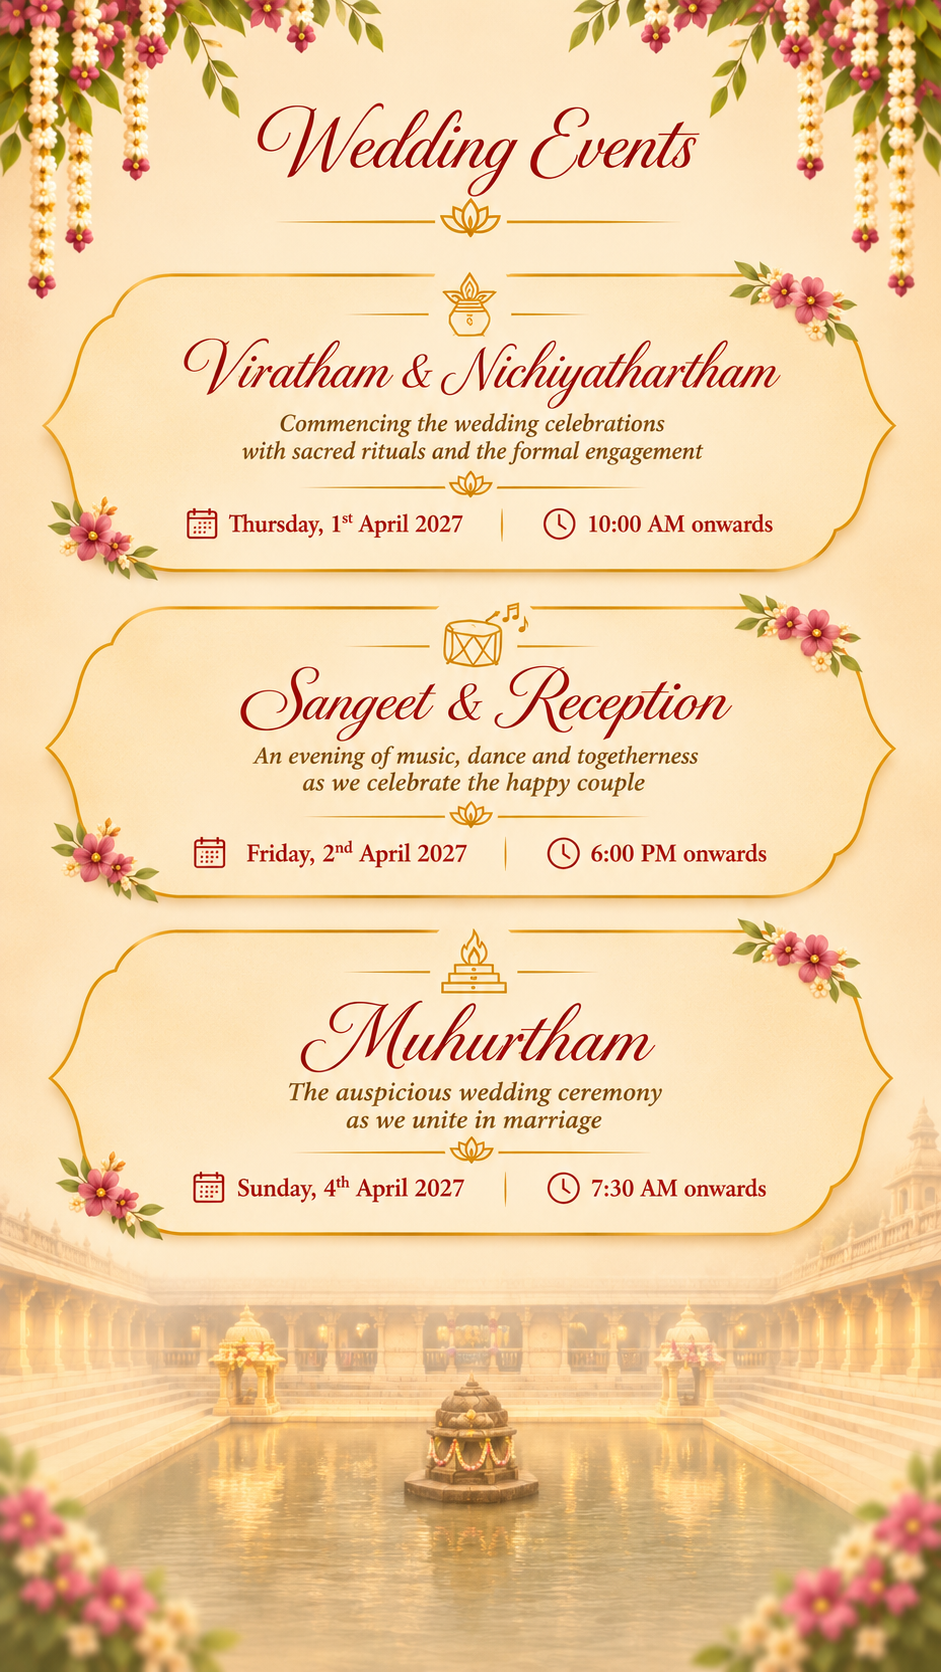 Wedding Events
Viratham & Nichiyathartham
Commencing the wedding celebrations
with sacred rituals and the formal engagement
Thursday, 1st April 2027
10:00 AM onwards
Sangeet & Reception
An evening of music, dance and togetherness
as we celebrate the happy couple
Friday, 2nd April 2027
6:00 PM onwards
Muhurtham
The auspicious wedding ceremony
as we unite in marriage
Sunday, 4th April 2027
7:30 AM onwards